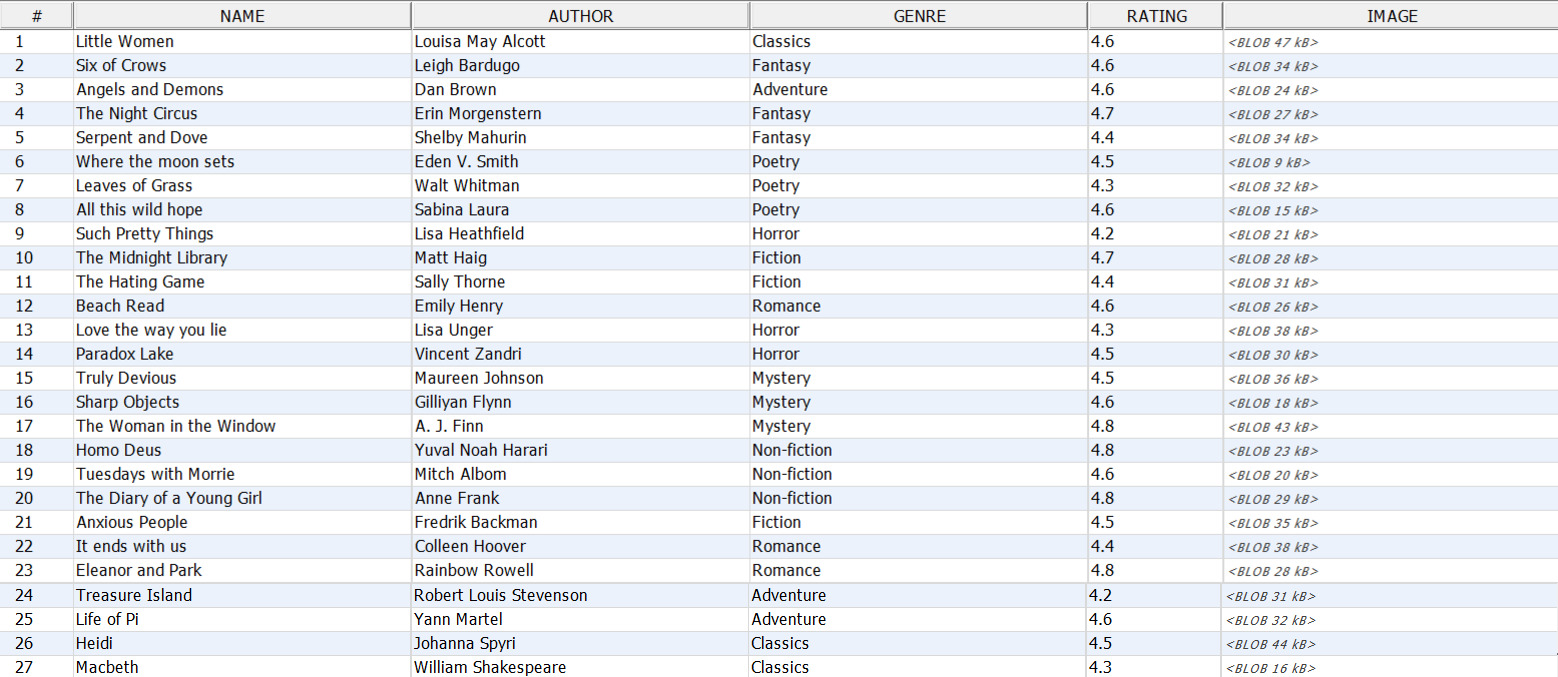 # NAME AUTHOR GENRE RATING IMAGE
1 Little Women Louisa May Alcott Classics 4.6 <BLOB 47 kB>
2 Six of Crows Leigh Bardugo Fantasy 4.6 <BLOB 34 kB>
3 Angels and Demons Dan Brown Adventure 4.6 <BLOB 24 kB>
4 The Night Circus Erin Morgenstern Fantasy 4.7 <BLOB 27 kB>
5 Serpent and Dove Shelby Mahurin Fantasy 4.4 <BLOB 34 kB>
6 Where the moon sets Eden V. Smith Poetry 4.5 <BLOB 9 kB>
7 Leaves of Grass Walt Whitman Poetry 4.3 <BLOB 32 kB>
8 All this wild hope Sabina Laura Poetry 4.6 <BLOB 15 kB>
9 Such Pretty Things Lisa Heathfield Horror 4.2 <BLOB 21 kB>
10 The Midnight Library Matt Haig Fiction 4.7 <BLOB 28 kB>
11 The Hating Game Sally Thorne Fiction 4.4 <BLOB 31 kB>
12 Beach Read Emily Henry Romance 4.6 <BLOB 26 kB>
13 Love the way you lie Lisa Unger Horror 4.3 <BLOB 38 kB>
14 Paradox Lake Vincent Zandri Horror 4.5 <BLOB 30 kB>
15 Truly Devious Maureen Johnson Mystery 4.5 <BLOB 36 kB>
16 Sharp Objects Gilliyan Flynn Mystery 4.6 <BLOB 18 kB>
17 The Woman in the Window A. J. Finn Mystery 4.8 <BLOB 43 kB>
18 Homo Deus Yuval Noah Harari Non-fiction 4.8 <BLOB 23 kB>
19 Tuesdays with Morrie Mitch Albom Non-fiction 4.6 <BLOB 20 kB>
20 The Diary of a Young Girl Anne Frank Non-fiction 4.8 <BLOB 29 kB>
21 Anxious People Fredrik Backman Fiction 4.5 <BLOB 35 kB>
22 It ends with us Colleen Hoover Romance 4.4 <BLOB 38 kB>
23 Eleanor and Park Rainbow Rowell Romance 4.8 <BLOB 28 kB>
24 Treasure Island Robert Louis Stevenson Adventure 4.2 <BLOB 31 kB>
25 Life of Pi Yann Martel Adventure 4.6 <BLOB 32 kB>
26 Heidi Johanna Spyri Classics 4.5 <BLOB 44 kB>
27 Macbeth William Shakespeare Classics 4.3 <BLOB 16 kB>